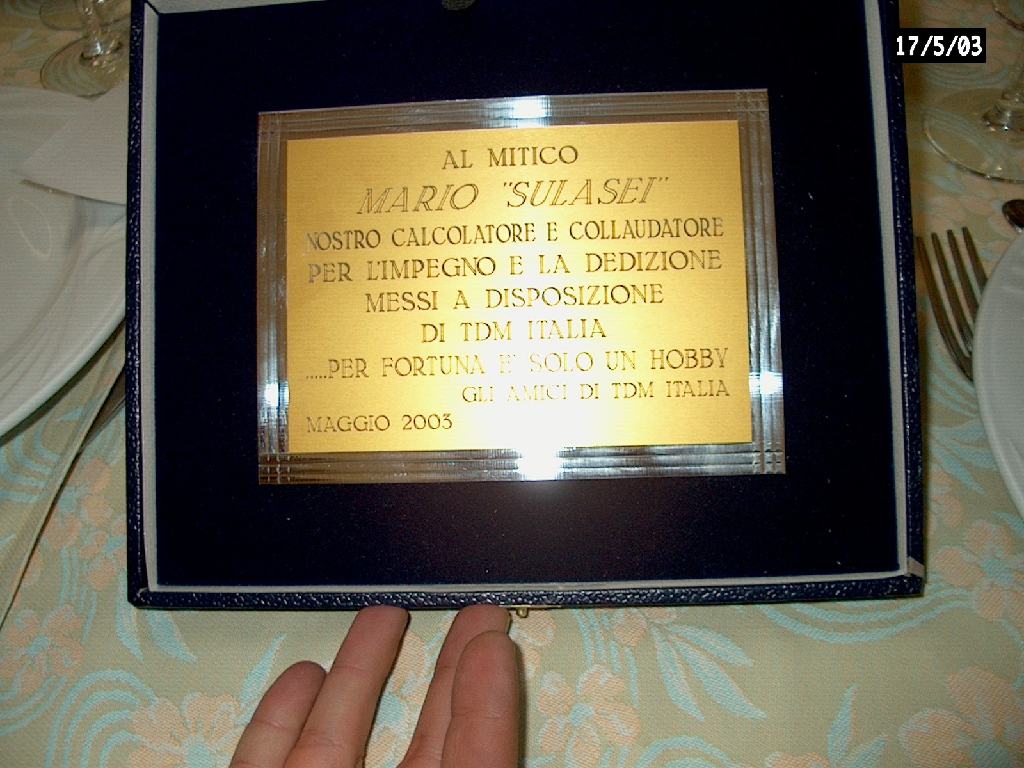 17/5/03
AL MITICO
MARIO "SULASEI"
NOSTRO CALCOLATORE E COLLAUDATORE
PER L'IMPEGNO E LA DEDIZIONE
MESSI A DISPOSIZIONE
DI TDM ITALIA
.....PER FORTUNA E' SOLO UN HOBBY
GLI AMICI DI TDM ITALIA
MAGGIO 2003